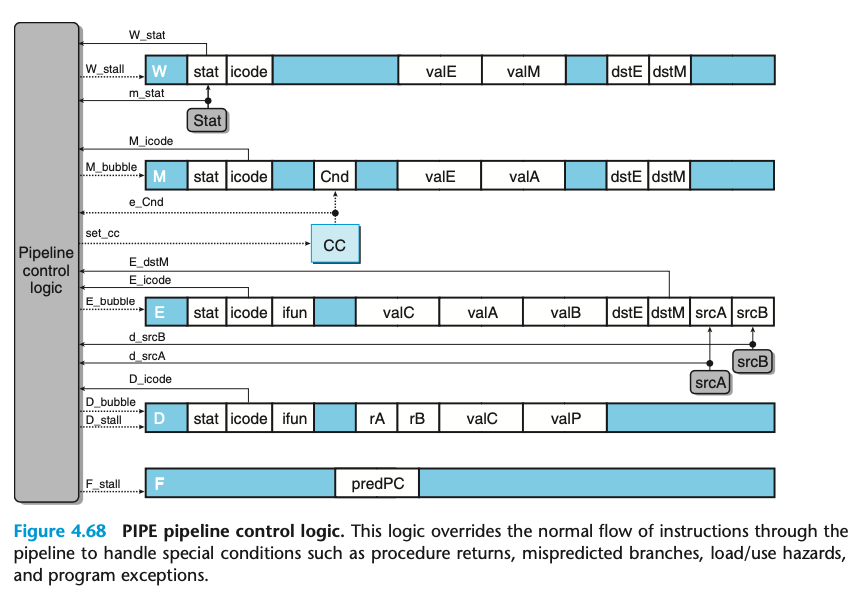 W_stat
W_stall
W stat icode valE valM dstE dstM
m_stat
Stat
M_icode
M_bubble
M stat icode Cnd valE valA dstE dstM
e_Cnd
set_cc
CC
Pipeline
control
logic
E_dstM
E_icode
E_bubble
E stat icode ifun valC valA valB dstE dstM srcA srcB
d_srcB
srcB
d_srcA
srcA
D_icode
D_bubble
D_stall
D stat icode ifun rA rB valC valP
F_stall
F predPC
Figure 4.68 PIPE pipeline control logic. This logic overrides the normal flow of instructions through the
pipeline to handle special conditions such as procedure returns, mispredicted branches, load/use hazards,
and program exceptions.